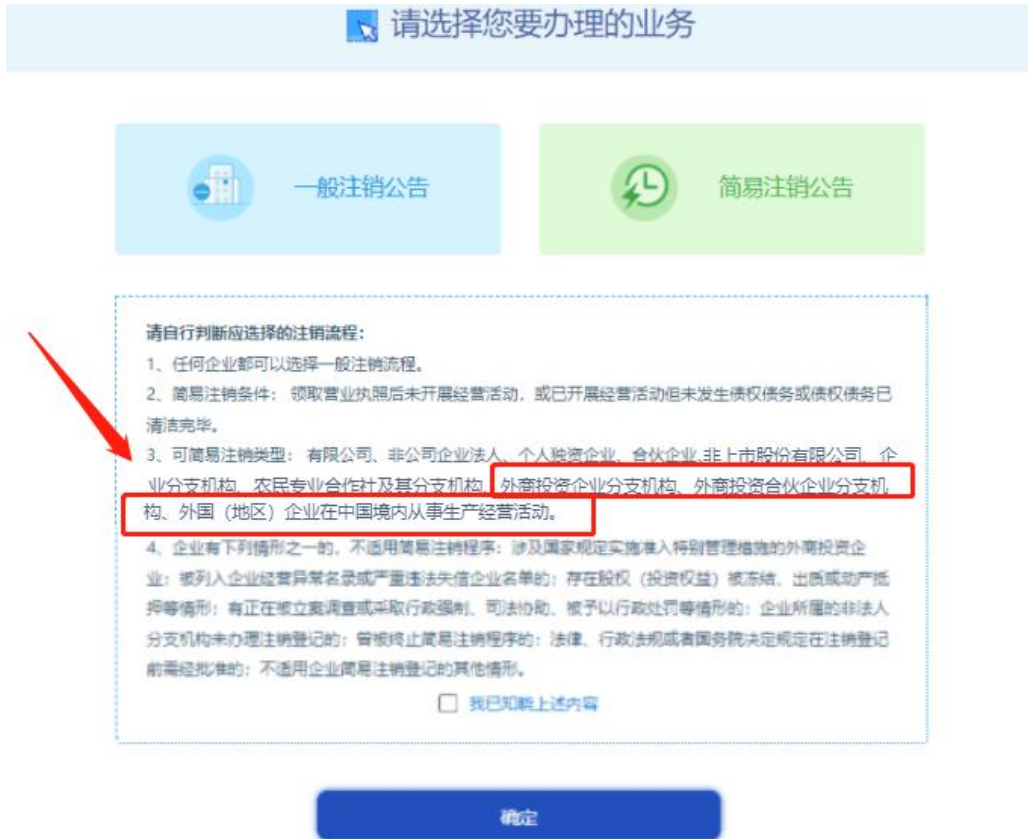 请选择您要办理的业务
一般注销公告
简易注销公告
请自行判断应选择的注销流程：
1、任何企业都可以选择一般注销流程。
2、简易注销条件： 领取营业执照后未开展经营活动，或已开展经营活动但未发生债权债务或债权债务已
清洁完毕。
3、可简易注销类型： 有限公司、非公司企业法人、个人独资企业、合伙企业、非上市股份有限公司、企
业分支机构、农民专业合作社及其分支机构、外商投资企业分支机构、外商投资合伙企业分支机
构、外国（地区）企业在中国境内从事生产经营活动。
4、企业有下列情形之一的，不适用简易注销程序：涉及国家规定实施准入特别管理措施的外商投资企
业；被列入企业经营异常名录或严重违法失信企业名单的；存在股权（投资权益）被冻结、出质或动产抵
押等情形；有正在被立案调查或采取行政强制、司法协助、被予以行政处罚等情形的；企业所属的非法人
分支机构未办理注销登记的；曾被终止简易注销程序的；法律、行政法规或者国务院决定规定在注销登记
前需经批准的；不适用企业简易注销登记的其他情形。
我已知晓上述内容
确定